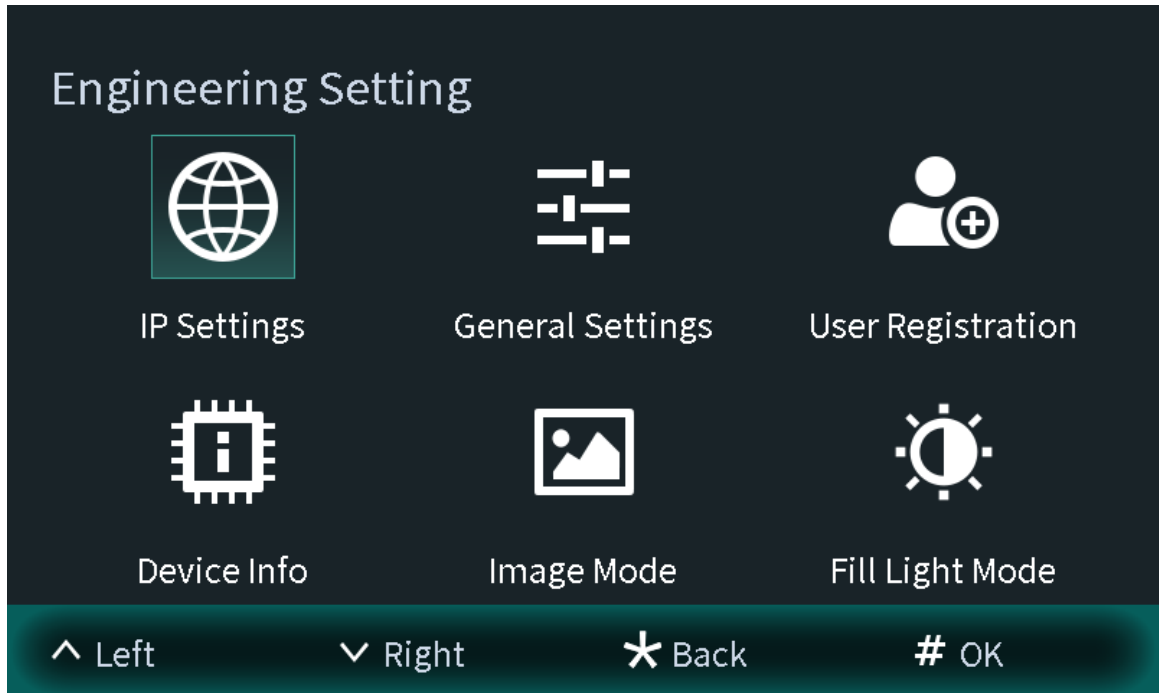 Engineering Setting
IP Settings General Settings User Registration
Device Info Image Mode Fill Light Mode
Left Right * Back # OK